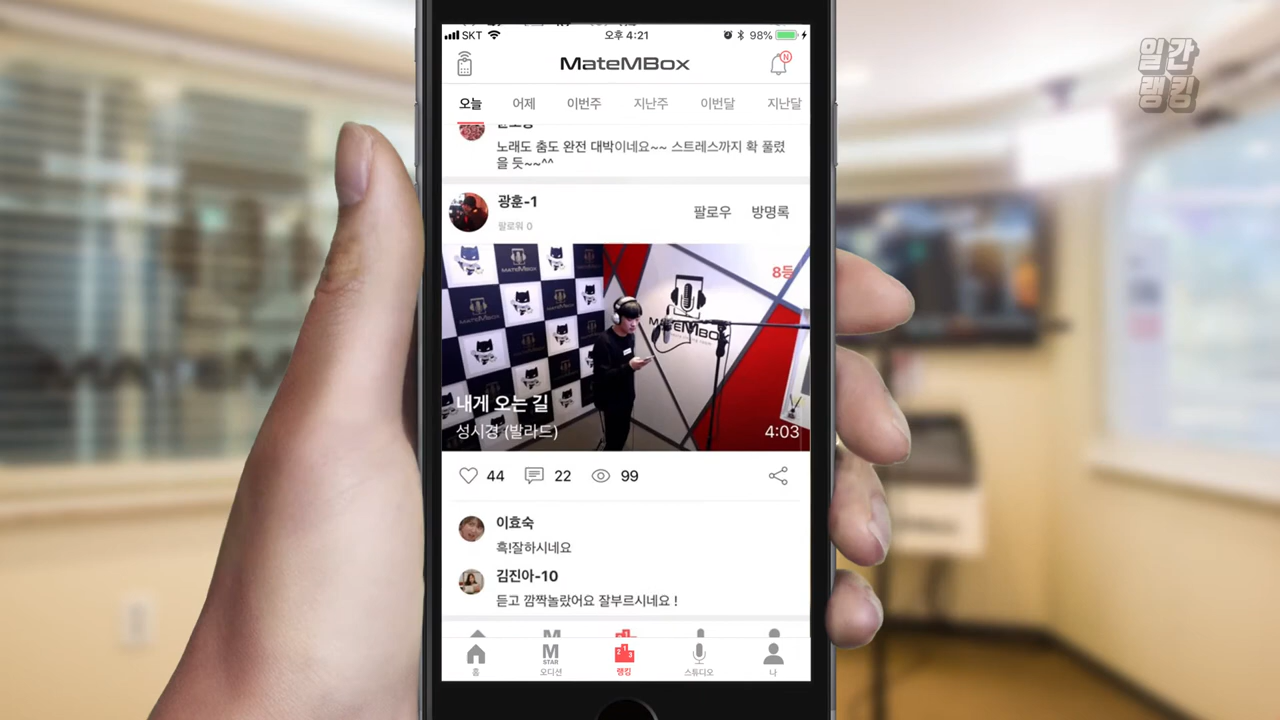 SKT 오후 4:21 98%
일간
랭킹
MateMBox
N
오늘 어제 이번주 지난주 이번달 지난달
노래도 춤도 완전 대박이네요~~ 스트레스까지 확 풀렸
을 듯~~^^
광훈-1
팔로워 0
팔로우 방명록
8등
MATEMBOX
MATEMBOX
내게 오는 길
성시경 (발라드)
4:03
44 22 99
이효숙
흑!잘하시네요
김진아-10
듣고 깜짝놀랐어요 잘부르시네요 !
M
1 2 3
M
STAR
홈 오디션 랭킹 스튜디오 나